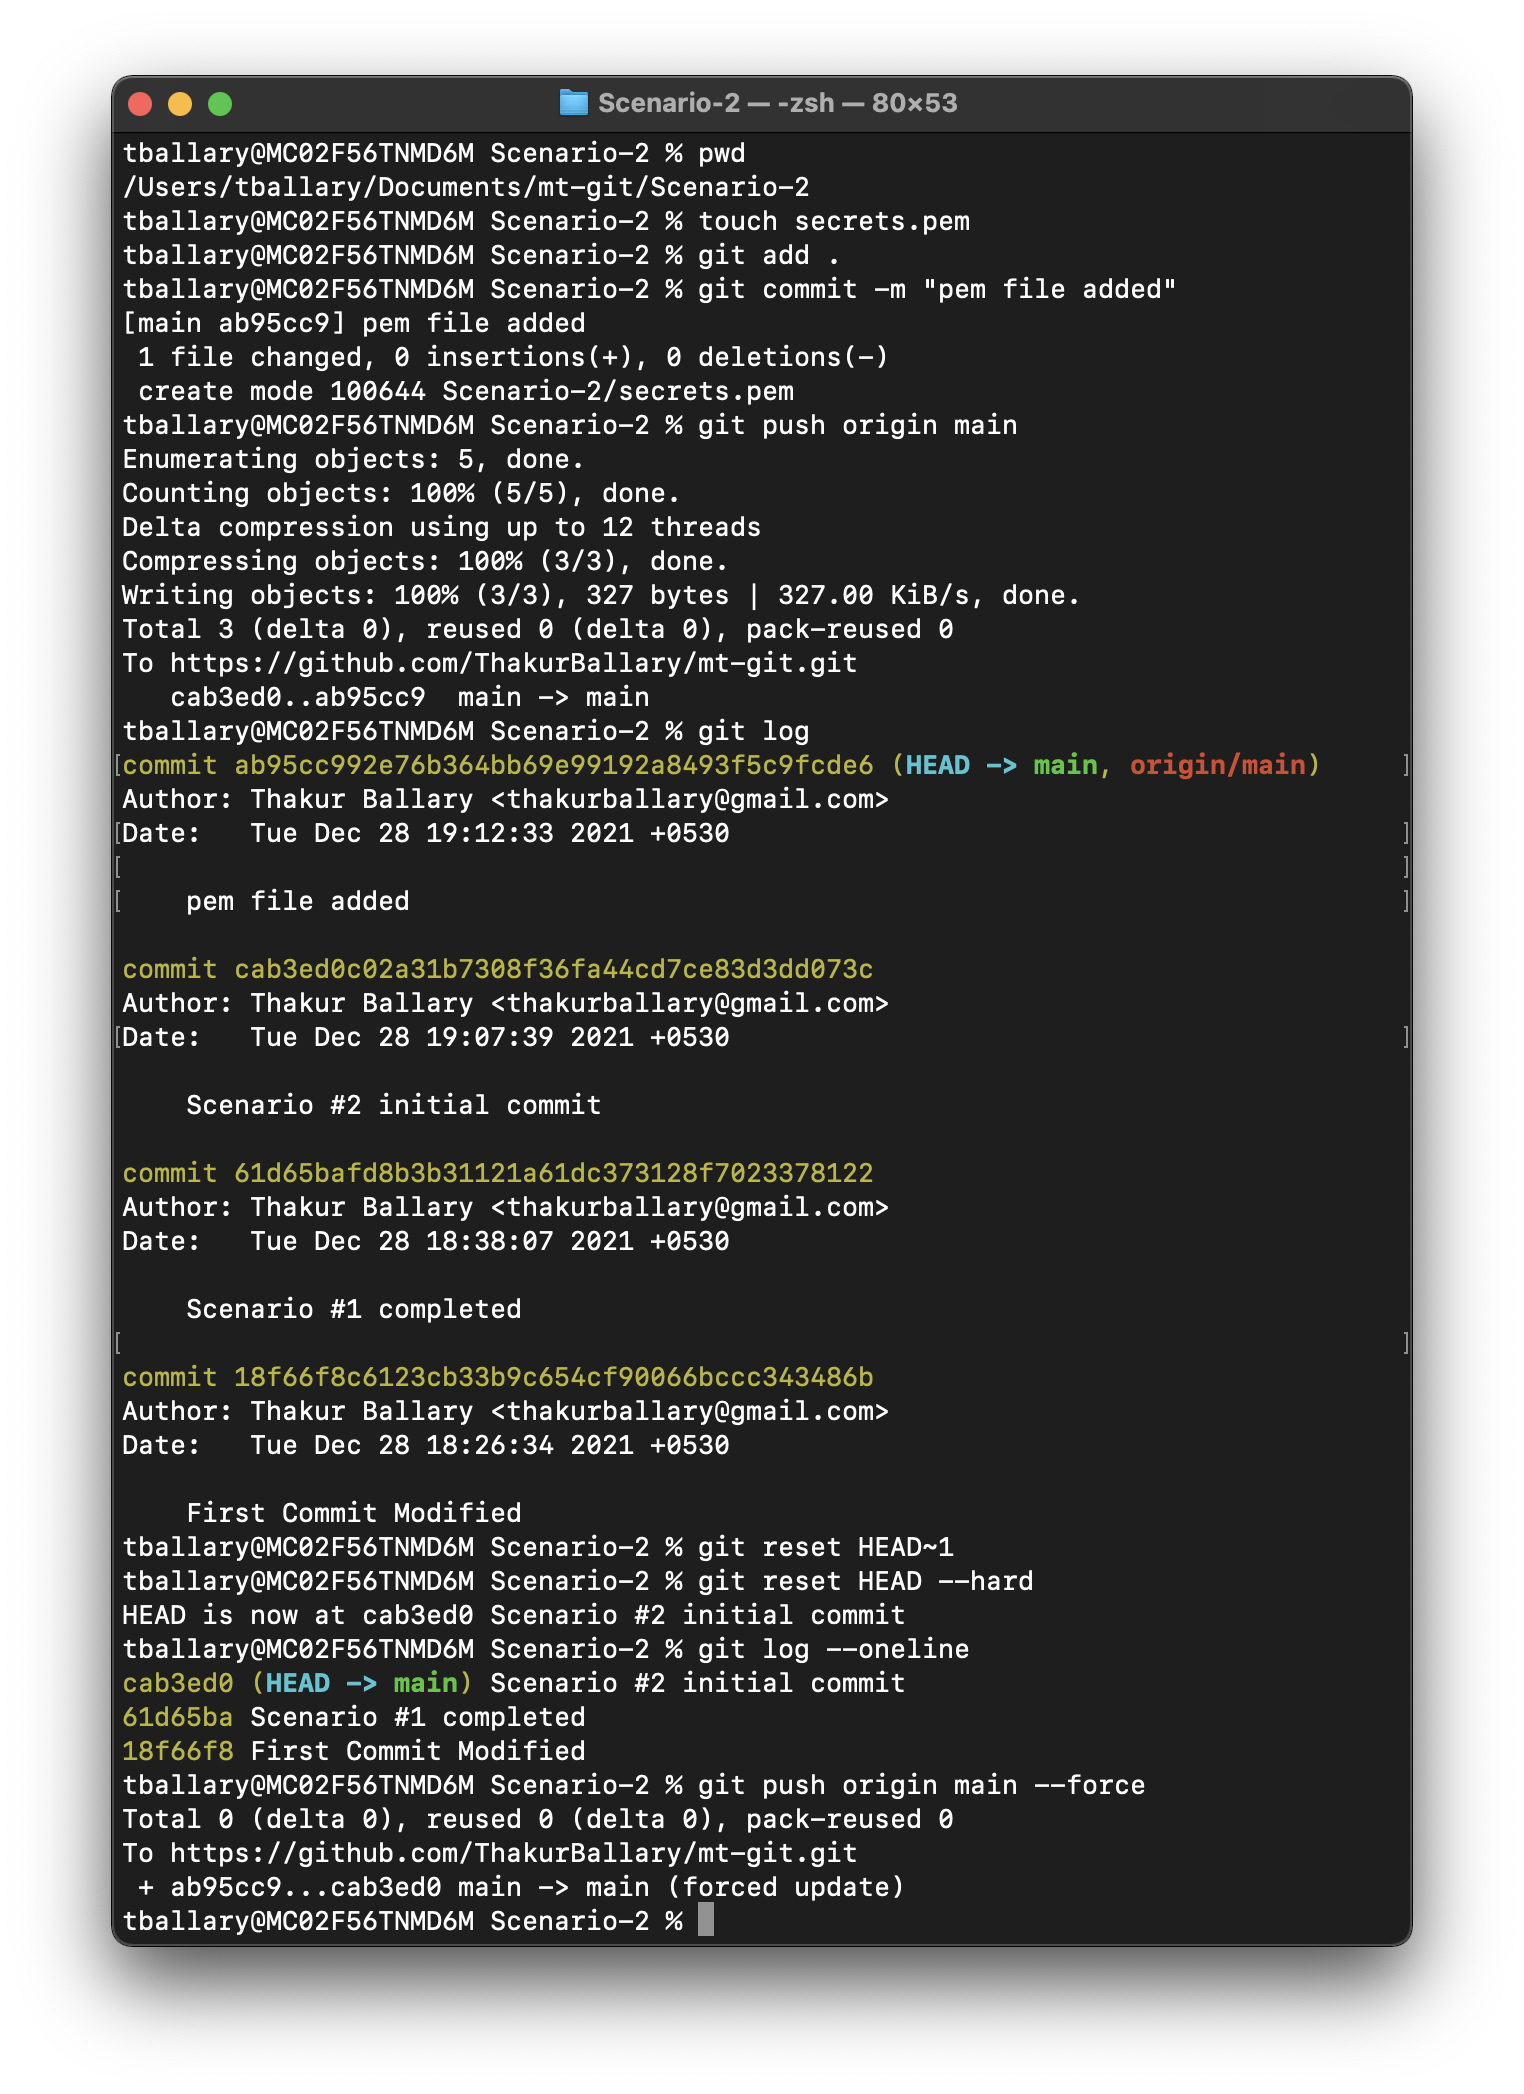 Scenario-2 — -zsh — 80×53
tballary@MC02F56TNMD6M Scenario-2 % pwd
/Users/tballary/Documents/mt-git/Scenario-2
tballary@MC02F56TNMD6M Scenario-2 % touch secrets.pem
tballary@MC02F56TNMD6M Scenario-2 % git add .
tballary@MC02F56TNMD6M Scenario-2 % git commit -m "pem file added"
[main ab95cc9] pem file added
 1 file changed, 0 insertions(+), 0 deletions(-)
 create mode 100644 Scenario-2/secrets.pem
tballary@MC02F56TNMD6M Scenario-2 % git push origin main
Enumerating objects: 5, done.
Counting objects: 100% (5/5), done.
Delta compression using up to 12 threads
Compressing objects: 100% (3/3), done.
Writing objects: 100% (3/3), 327 bytes | 327.00 KiB/s, done.
Total 3 (delta 0), reused 0 (delta 0), pack-reused 0
To https://github.com/ThakurBallary/mt-git.git
   cab3ed0..ab95cc9  main -> main
tballary@MC02F56TNMD6M Scenario-2 % git log
commit ab95cc992e76b364bb69e99192a8493f5c9fcde6 (HEAD -> main, origin/main)
Author: Thakur Ballary <thakurballary@gmail.com>
Date:   Tue Dec 28 19:12:33 2021 +0530
    pem file added
commit cab3ed0c02a31b7308f36fa44cd7ce83d3dd073c
Author: Thakur Ballary <thakurballary@gmail.com>
Date:   Tue Dec 28 19:07:39 2021 +0530
    Scenario #2 initial commit
commit 61d65bafd8b3b31121a61dc373128f7023378122
Author: Thakur Ballary <thakurballary@gmail.com>
Date:   Tue Dec 28 18:38:07 2021 +0530
    Scenario #1 completed
commit 18f66f8c6123cb33b9c654cf90066bccc343486b
Author: Thakur Ballary <thakurballary@gmail.com>
Date:   Tue Dec 28 18:26:34 2021 +0530
    First Commit Modified
tballary@MC02F56TNMD6M Scenario-2 % git reset HEAD~1
tballary@MC02F56TNMD6M Scenario-2 % git reset HEAD --hard
HEAD is now at cab3ed0 Scenario #2 initial commit
tballary@MC02F56TNMD6M Scenario-2 % git log --oneline
cab3ed0 (HEAD -> main) Scenario #2 initial commit
61d65ba Scenario #1 completed
18f66f8 First Commit Modified
tballary@MC02F56TNMD6M Scenario-2 % git push origin main --force
Total 0 (delta 0), reused 0 (delta 0), pack-reused 0
To https://github.com/ThakurBallary/mt-git.git
 + ab95cc9...cab3ed0 main -> main (forced update)
tballary@MC02F56TNMD6M Scenario-2 %